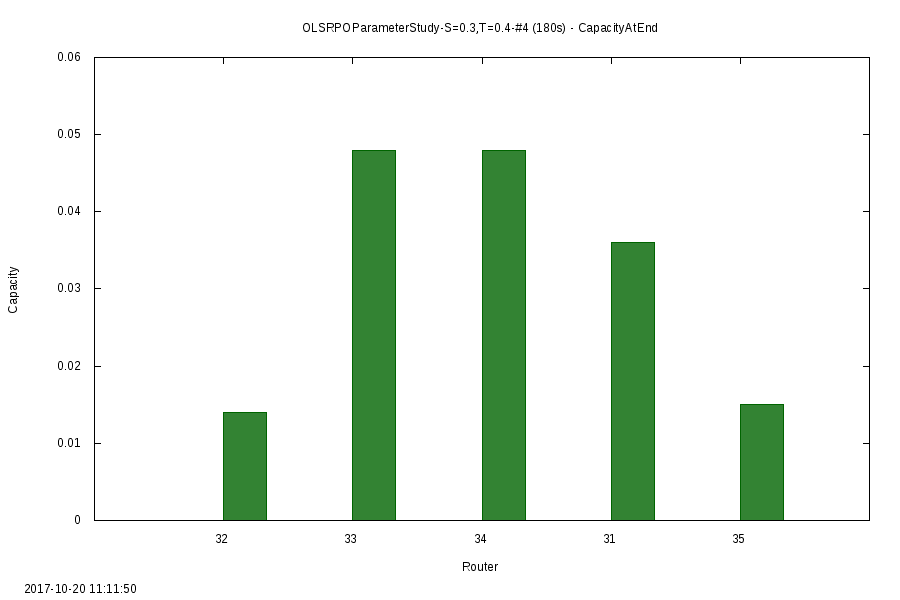 OLSRPOParameterStudy-S=0.3,T=0.4-#4 (180s) - CapacityAtEnd
0.06
0.05
0.04
0.03
0.02
0.01
0
Capacity
32 33 34 31 35
Router
2017-10-20 11:11:50